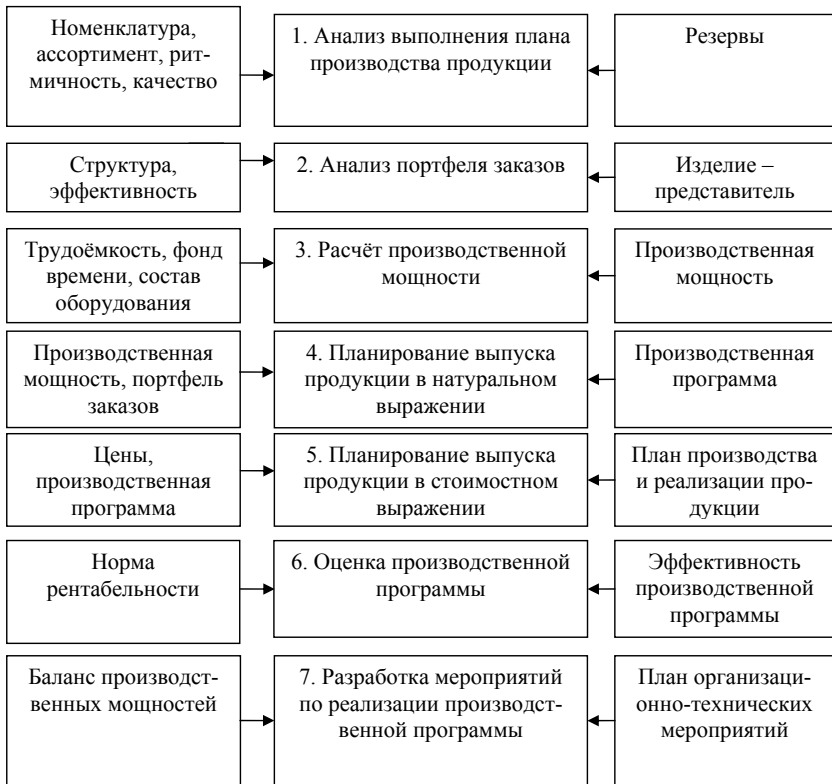 Номенклатура,
ассортимент, рит-
мичность, качество
1. Анализ выполнения плана
производства продукции
Резервы
Структура,
эффективность
2. Анализ портфеля заказов
Изделие –
представитель
Трудоёмкость, фонд
времени, состав
оборудования
3. Расчёт производственной
мощности
Производственная
мощность
Производственная
мощность, портфель
заказов
4. Планирование выпуска
продукции в натуральном
выражении
Производственная
программа
Цены,
производственная
программа
5. Планирование выпуска
продукции в стоимостном
выражении
План производства
и реализации про-
дукции
Норма
рентабельности
6. Оценка производственной
программы
Эффективность
производственной
программы
Баланс производст-
венных мощностей
7. Разработка мероприятий
по реализации производст-
венной программы
План организаци-
онно-технических
мероприятий